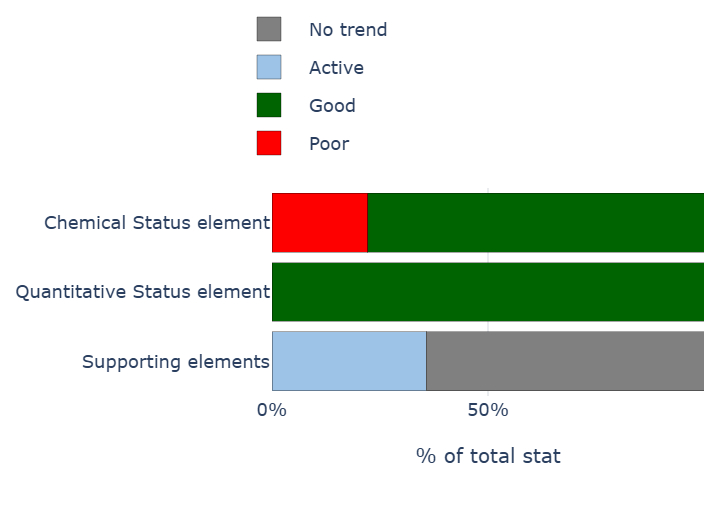 No trend
Active
Good
Poor
Chemical Status element
Quantitative Status element
Supporting elements
0%
50%
% of total stat